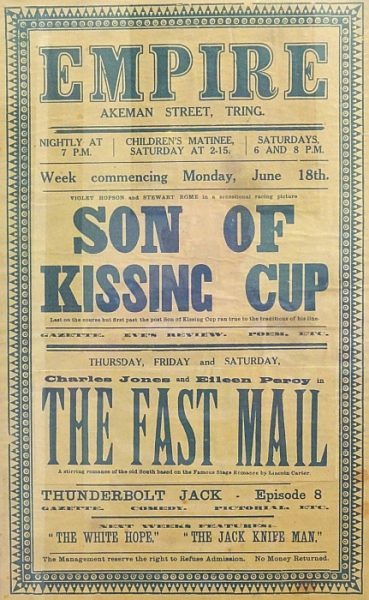 EMPIRE
AKEMAN STREET, TRING.
NIGHTLY AT 7 P.M.
CHILDREN'S MATINEE, SATURDAY AT 2-15.
SATURDAYS, 6 AND 8 P.M.
Week commencing Monday, June 18th.
VIOLET HOPSON and STEWART ROME in a sensational racing picture
SON OF
KISSING CUP
Last on the course but first past the post Son of Kissing Cup ran true to the traditions of his line.
GAZETTE. EVE'S REVIEW. POEM, ETC.
THURSDAY, FRIDAY and SATURDAY,
Charles Jones and Eileen Percy in
THE FAST MAIL
A stirring romance of the old South based on the Famous Stage Romance by Lincoln Carter.
THUNDERBOLT JACK - Episode 8
GAZETTE. COMEDY. PICTORIAL, ETC.
NEXT WEEKS FEATURES:-
"THE WHITE HOPE," "THE JACK KNIFE MAN,"
The Management reserve the right to Refuse Admission. No Money Returned.